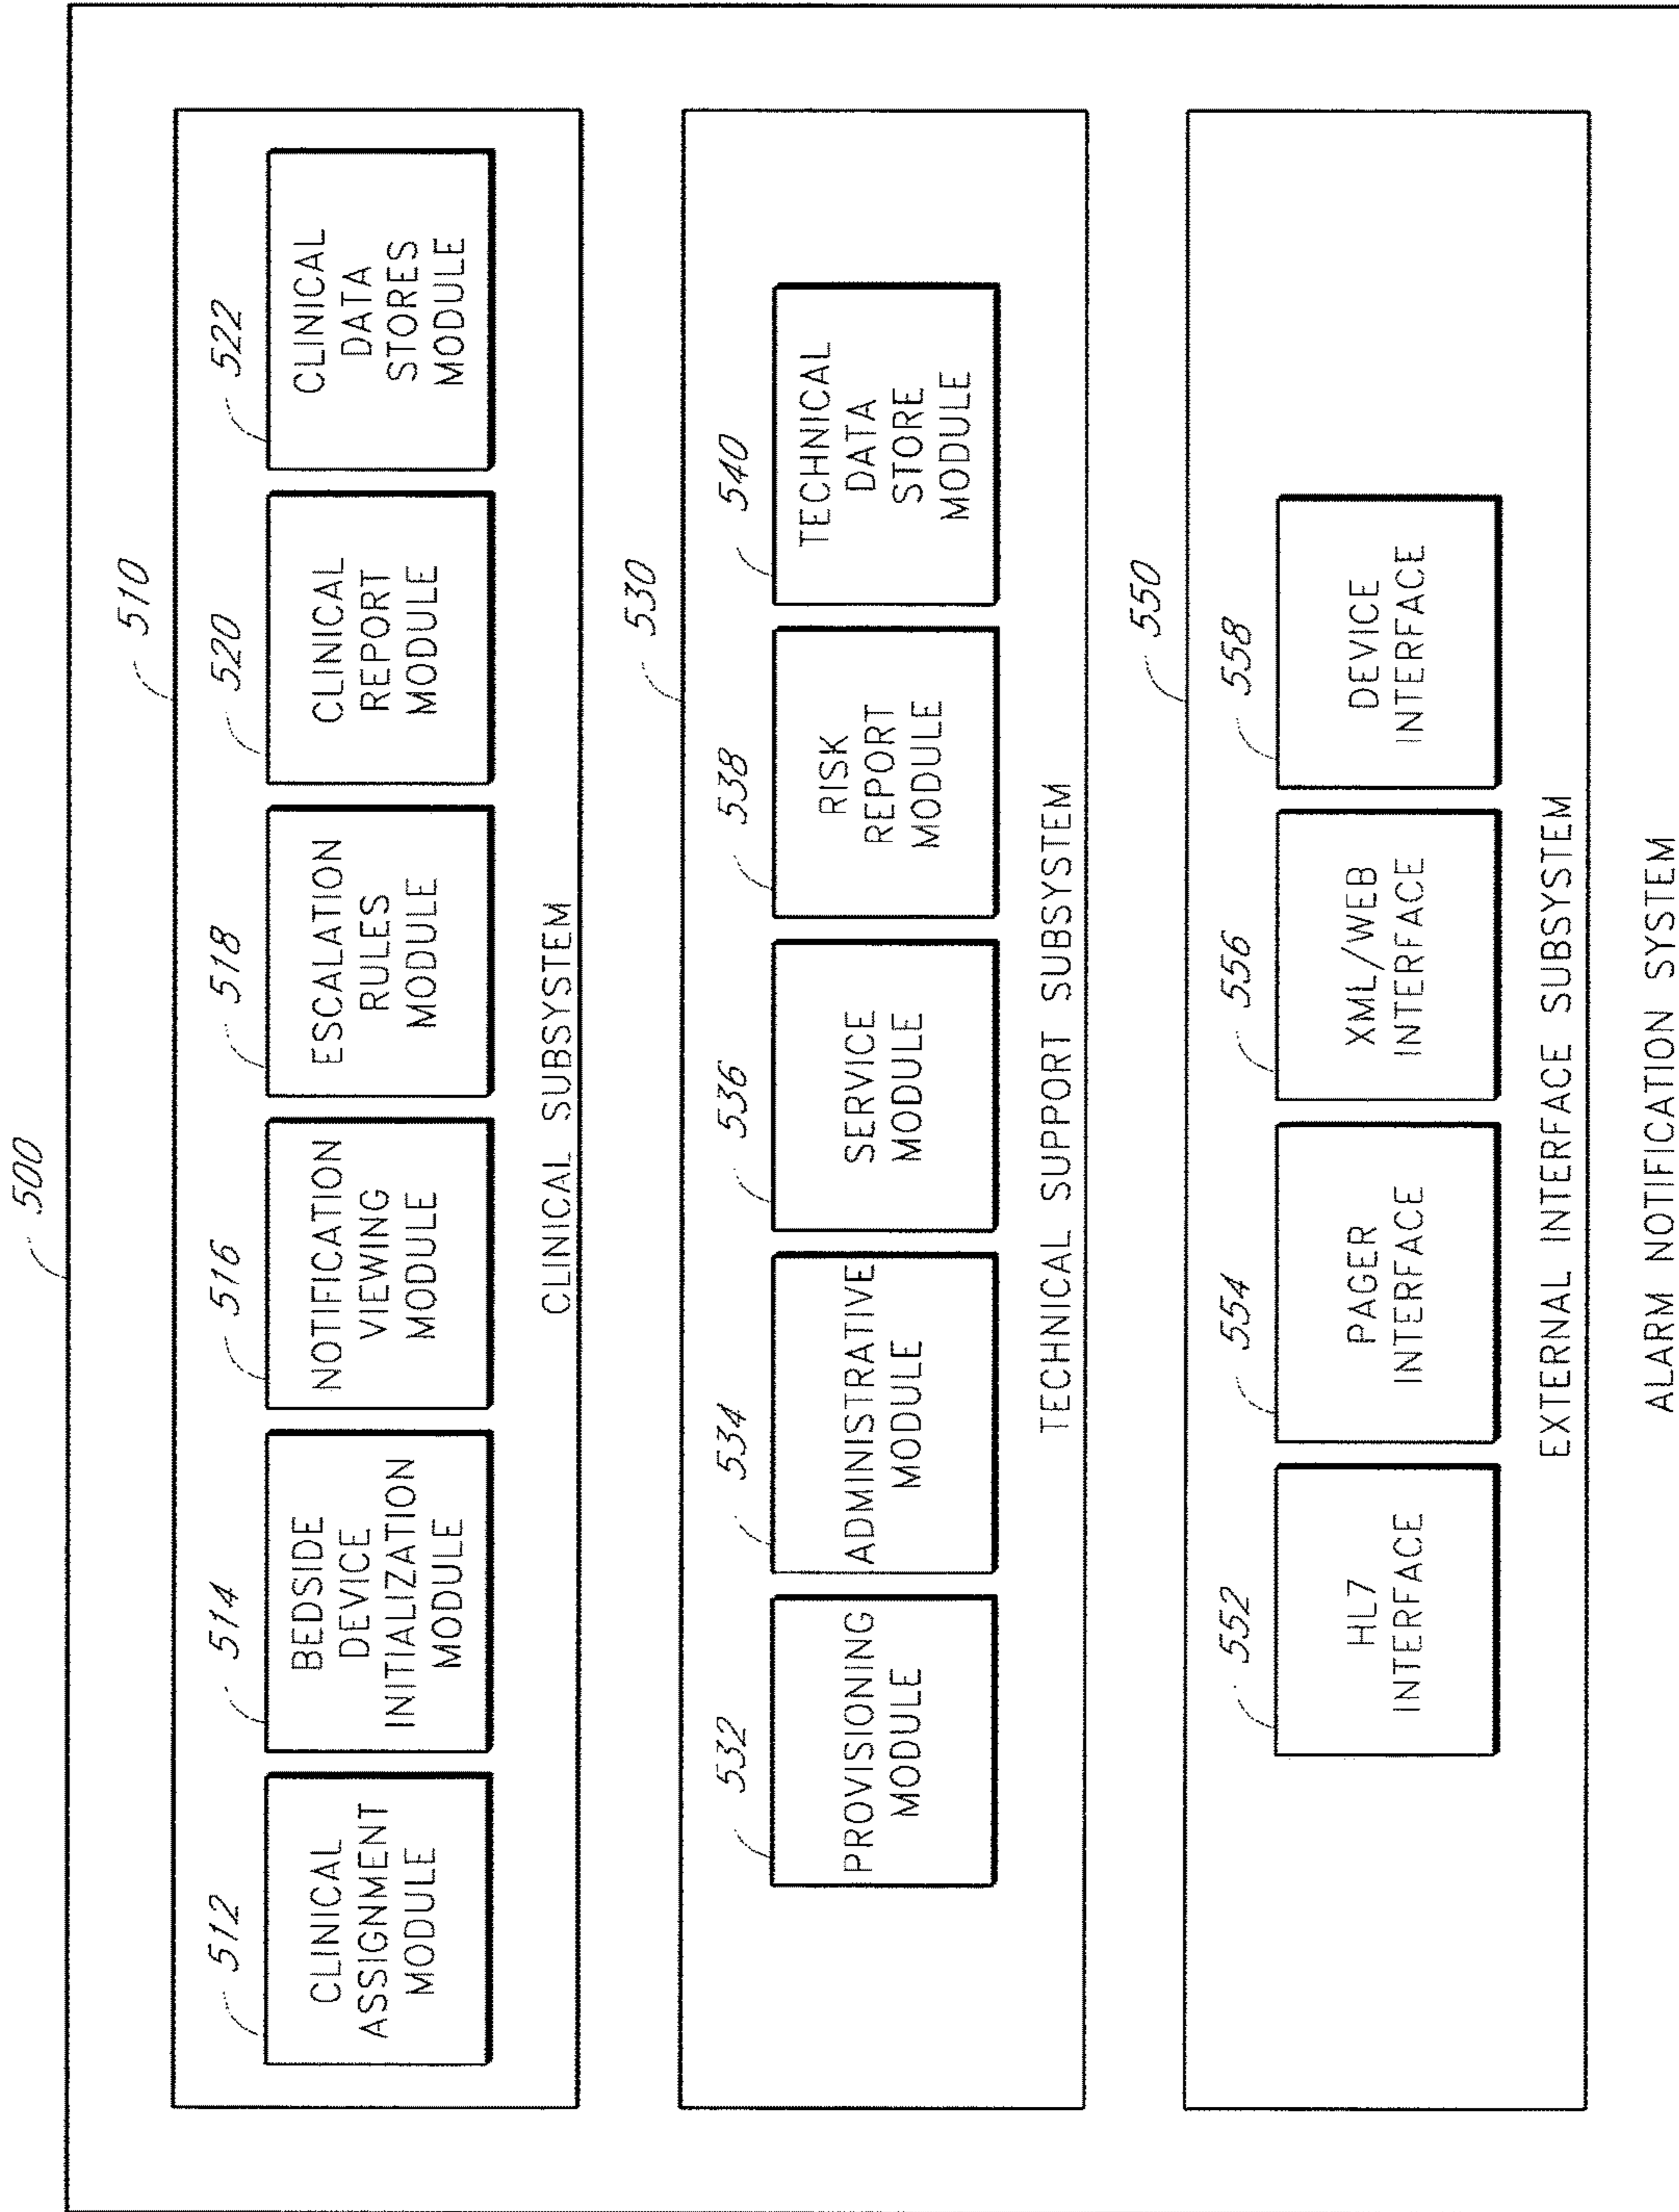 500
510
512
CLINICAL
ASSIGNMENT
MODULE
514
BEDSIDE
DEVICE
INITIALIZATION
MODULE
516
NOTIFICATION
VIEWING
MODULE
518
ESCALATION
RULES
MODULE
520
CLINICAL
REPORT
MODULE
522
CLINICAL
DATA
STORES
MODULE
CLINICAL SUBSYSTEM
530
532
PROVISIONING
MODULE
534
ADMINISTRATIVE
MODULE
536
SERVICE
MODULE
538
RISK
REPORT
MODULE
540
TECHNICAL
DATA
STORE
MODULE
TECHNICAL SUPPORT SUBSYSTEM
550
552
HL7
INTERFACE
554
PAGER
INTERFACE
556
XML/WEB
INTERFACE
558
DEVICE
INTERFACE
EXTERNAL INTERFACE SUBSYSTEM
ALARM NOTIFICATION SYSTEM